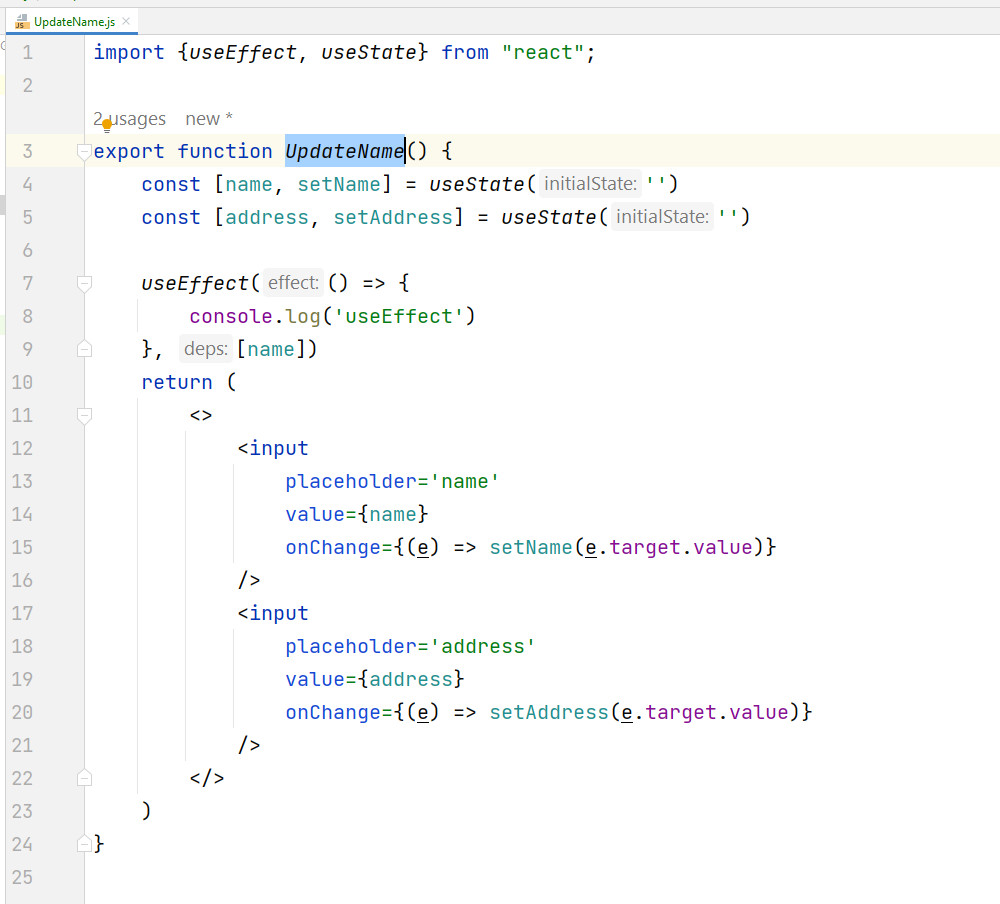 UpdateName.js
1 import {useEffect, useState} from "react";
2
2 usages new *
3 export function UpdateName() {
4 const [name, setName] = useState( initialState: '')
5 const [address, setAddress] = useState( initialState: '')
6
7 useEffect( effect: () => {
8 console.log('useEffect')
9 }, deps: [name])
10 return (
11 <>
12 <input
13 placeholder='name'
14 value={name}
15 onChange={(e) => setName(e.target.value)}
16 />
17 <input
18 placeholder='address'
19 value={address}
20 onChange={(e) => setAddress(e.target.value)}
21 />
22 </>
23 )
24 }
25